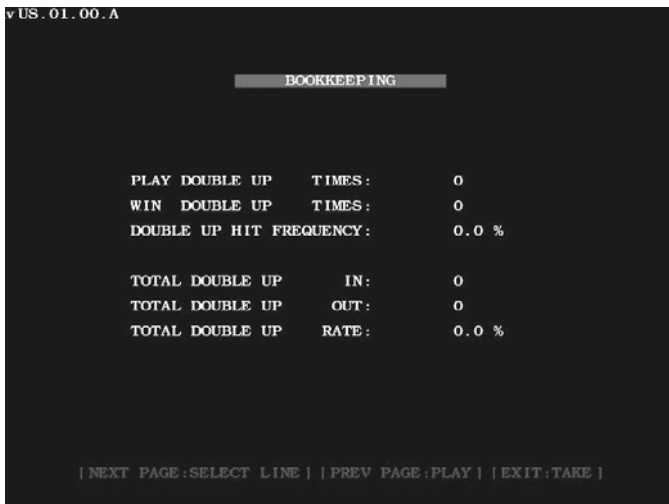 vUS.01.00.A
BOOKKEEPING
PLAY DOUBLE UP TIMES: 0
WIN DOUBLE UP TIMES: 0
DOUBLE UP HIT FREQUENCY: 0.0 %
TOTAL DOUBLE UP IN: 0
TOTAL DOUBLE UP OUT: 0
TOTAL DOUBLE UP RATE: 0.0 %
[NEXT PAGE:SELECT LINE] [PREV PAGE:PLAY] [EXIT:TAKE]